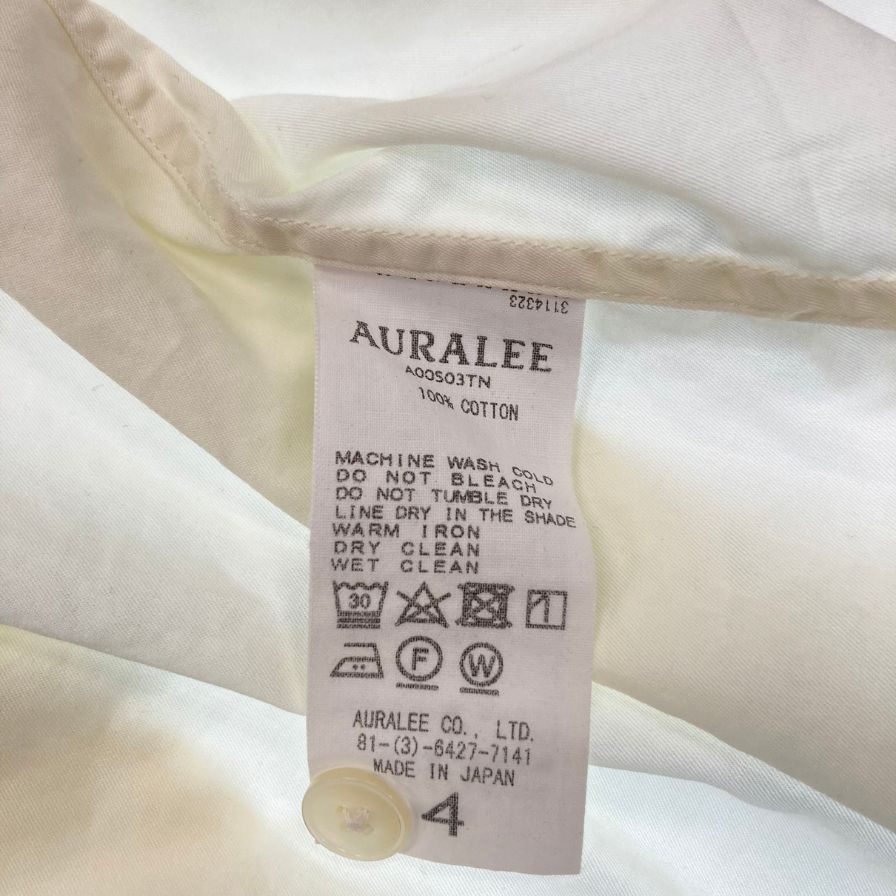 3114323
AURALEE
A00S03TN
100% COTTON
MACHINE WASH COLD
DO NOT BLEACH
DO NOT TUMBLE DRY
LINE DRY IN THE SHADE
WARM IRON
DRY CLEAN
WET CLEAN
30
F W
AURALEE CO., LTD.
81-(3)-6427-7141
MADE IN JAPAN
4